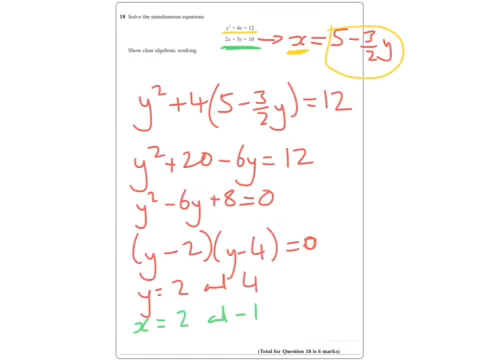 18 Solve the simultaneous equations
y² + 4x = 12
2x + 3y = 10 → x = 5 - 3/2 y
Show clear algebraic working
y² + 4(5 - 3/2 y) = 12
y² + 20 - 6y = 12
y² - 6y + 8 = 0
(y - 2)(y - 4) = 0
y = 2 and 4
x = 2 and -1
(Total for Question 18 is 6 marks)